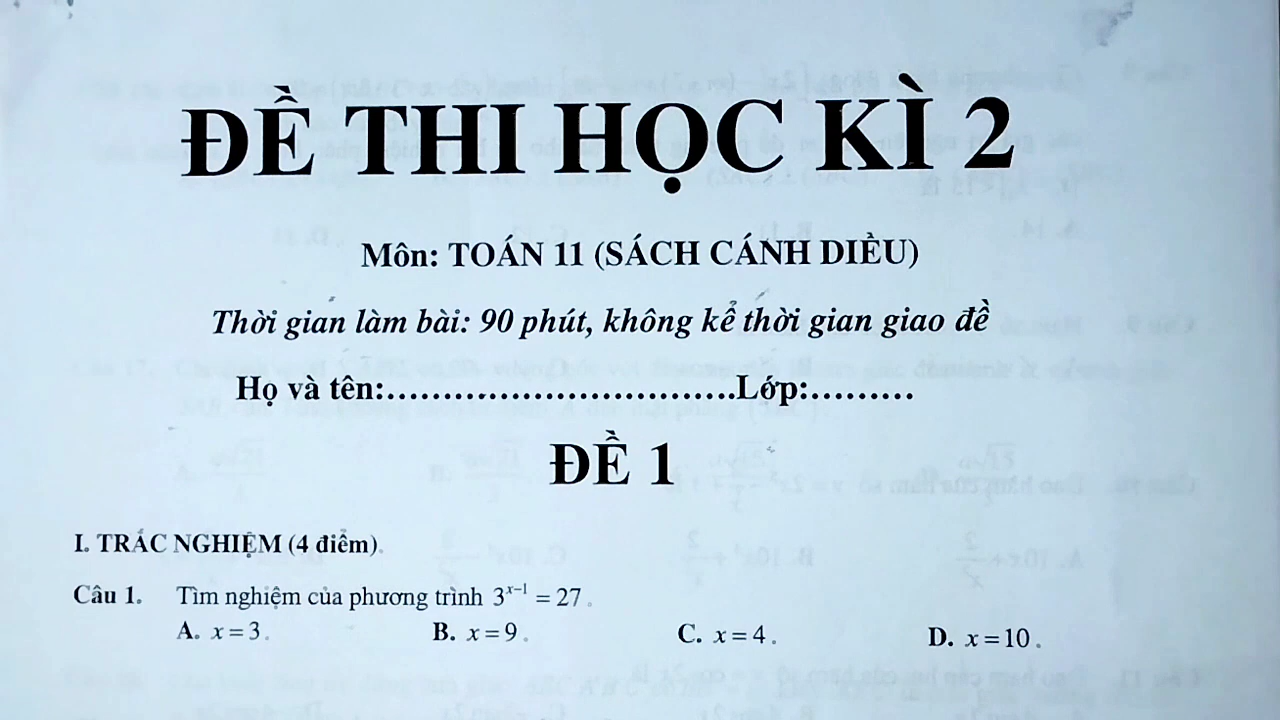 ĐỀ THI HỌC KÌ 2
Môn: TOÁN 11 (SÁCH CÁNH DIỀU)
Thời gian làm bài: 90 phút, không kể thời gian giao đề
Họ và tên:……………………………….Lớp:……….
ĐỀ 1
I. TRẮC NGHIỆM (4 điểm).
Câu 1. Tìm nghiệm của phương trình 3^{x−1} = 27.
A. x = 3. B. x = 9. C. x = 4. D. x = 10.